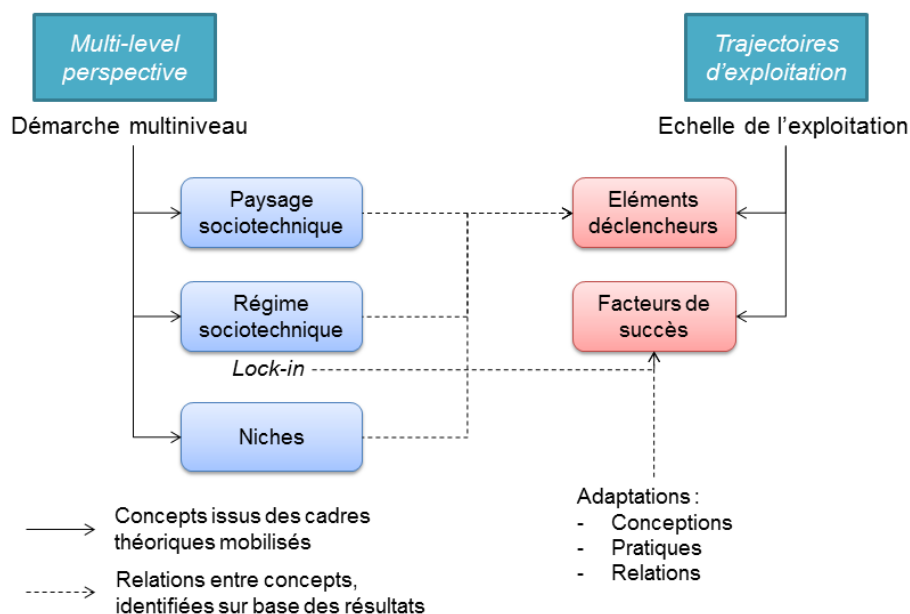 Multi-level
perspective
Trajectoires
d'exploitation
Démarche multiniveau
Echelle de l'exploitation
Paysage
sociotechnique
Eléments
déclencheurs
Régime
sociotechnique
Facteurs de
succès
Lock-in
Niches
Adaptations :
- Conceptions
- Pratiques
- Relations
Concepts issus des cadres
théoriques mobilisés
Relations entre concepts,
identifiées sur base des résultats